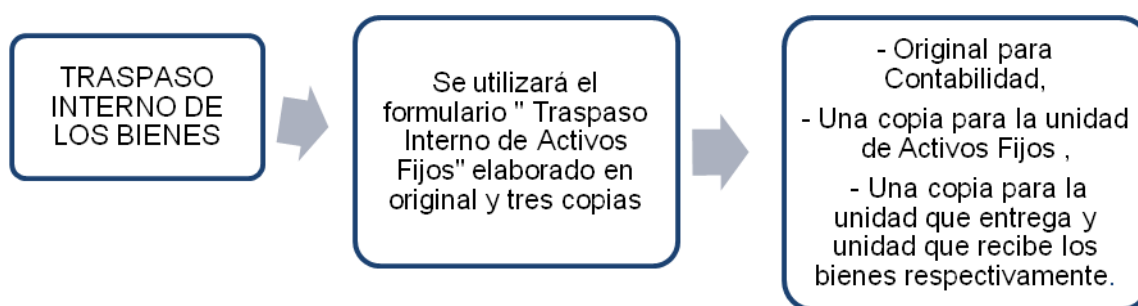 TRASPASO
INTERNO DE
LOS BIENES
Se utilizará el
formulario " Traspaso
Interno de Activos
Fijos" elaborado en
original y tres copias
- Original para
Contabilidad,
- Una copia para la unidad
de Activos Fijos ,
- Una copia para la
unidad que entrega y
unidad que recibe los
bienes respectivamente.